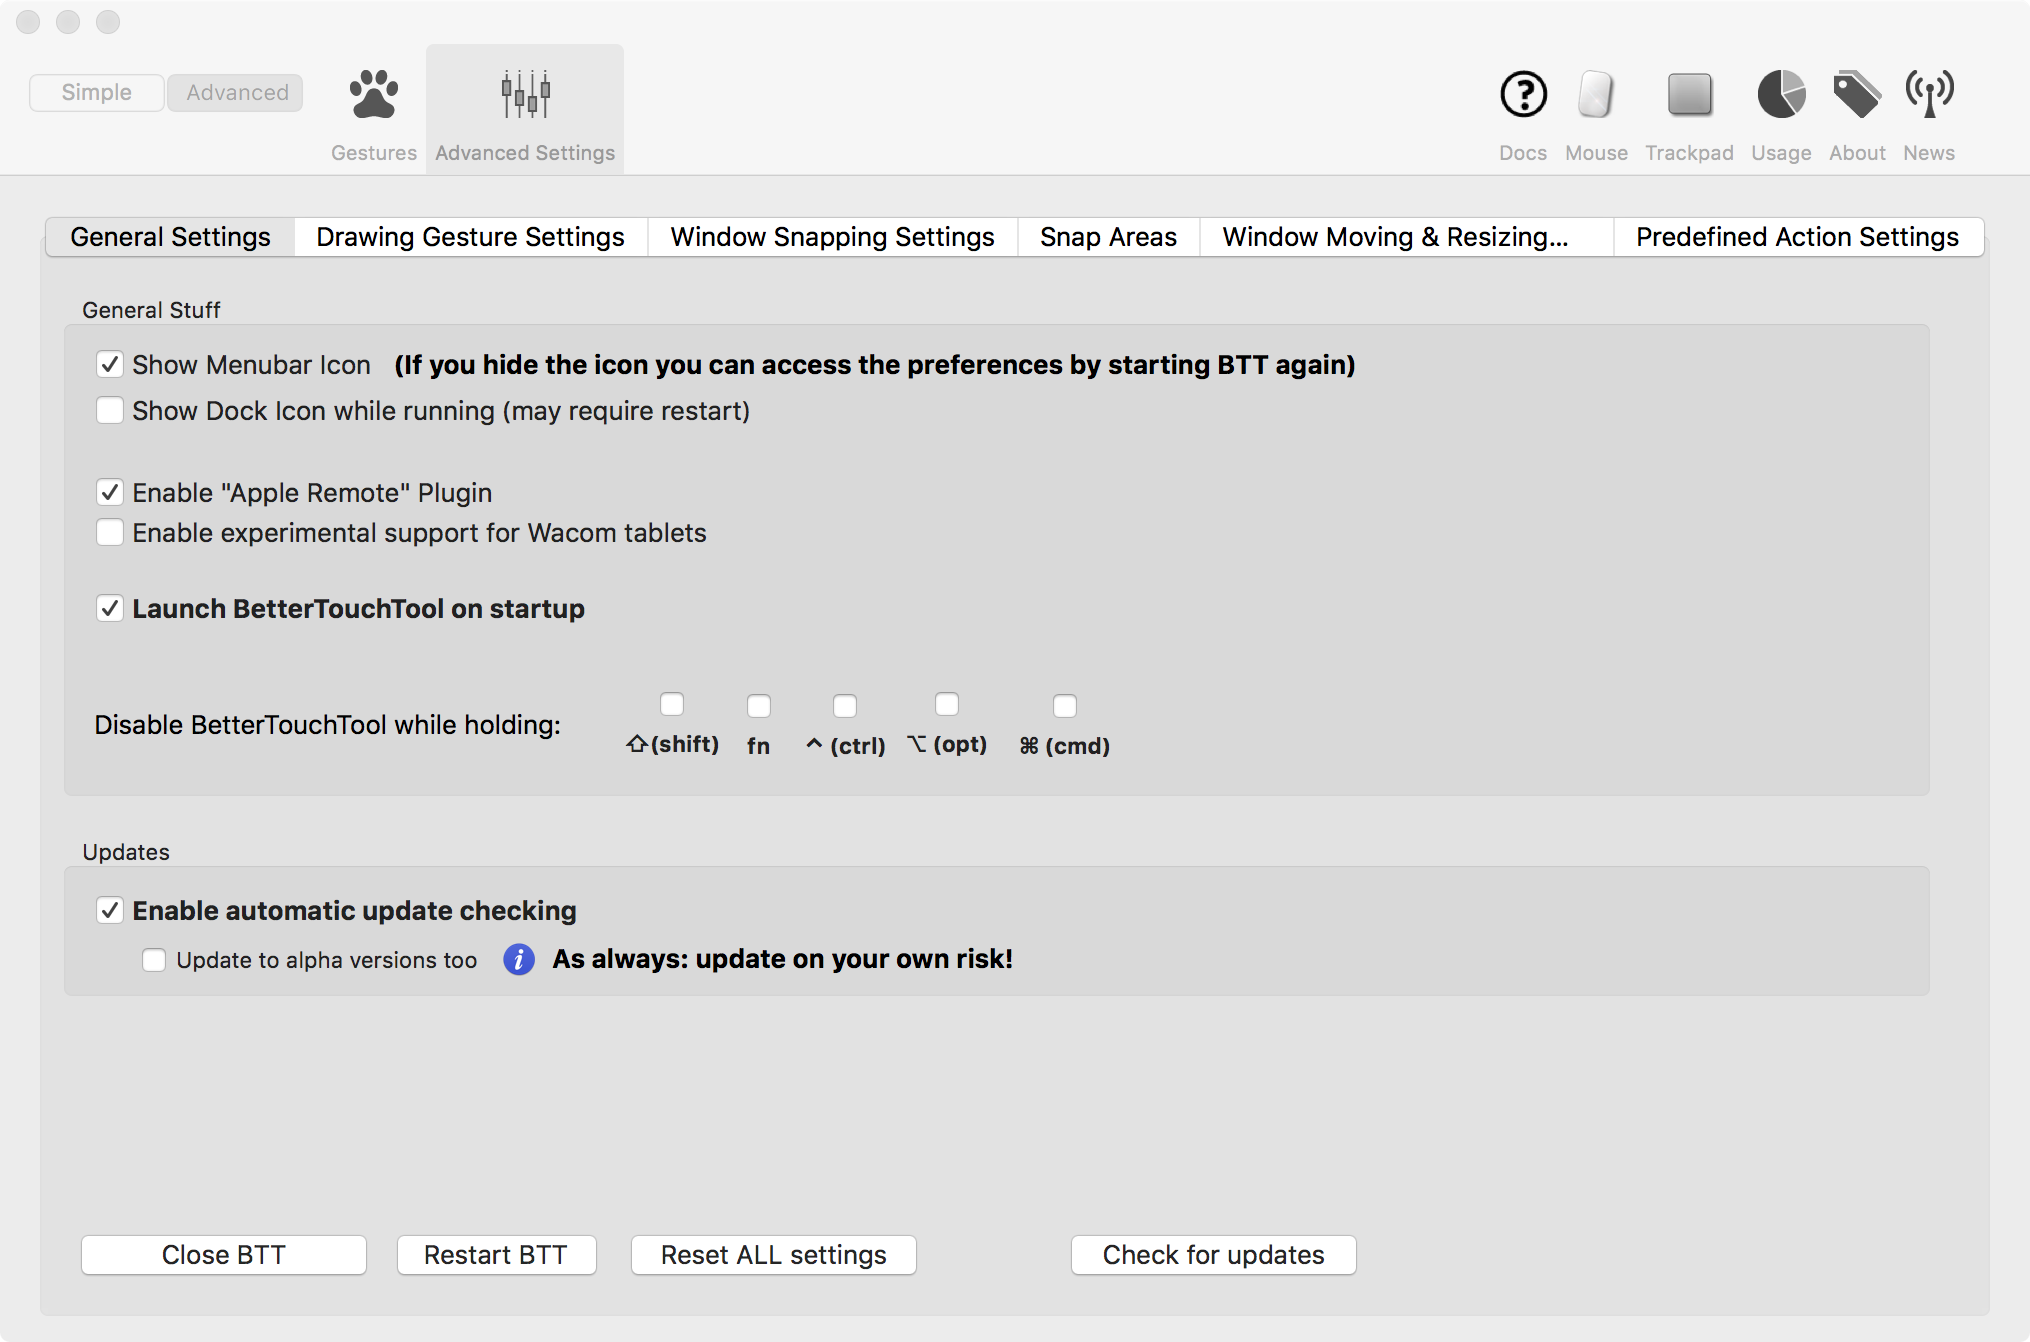 Simple Advanced
Gestures Advanced Settings Docs Mouse Trackpad Usage About News
General Settings Drawing Gesture Settings Window Snapping Settings Snap Areas Window Moving & Resizing... Predefined Action Settings
General Stuff
Show Menubar Icon (If you hide the icon you can access the preferences by starting BTT again)
Show Dock Icon while running (may require restart)
Enable "Apple Remote" Plugin
Enable experimental support for Wacom tablets
Launch BetterTouchTool on startup
Disable BetterTouchTool while holding: ⇧(shift) fn ^ (ctrl) ⌥ (opt) ⌘ (cmd)
Updates
Enable automatic update checking
Update to alpha versions too i As always: update on your own risk!
Close BTT Restart BTT Reset ALL settings Check for updates